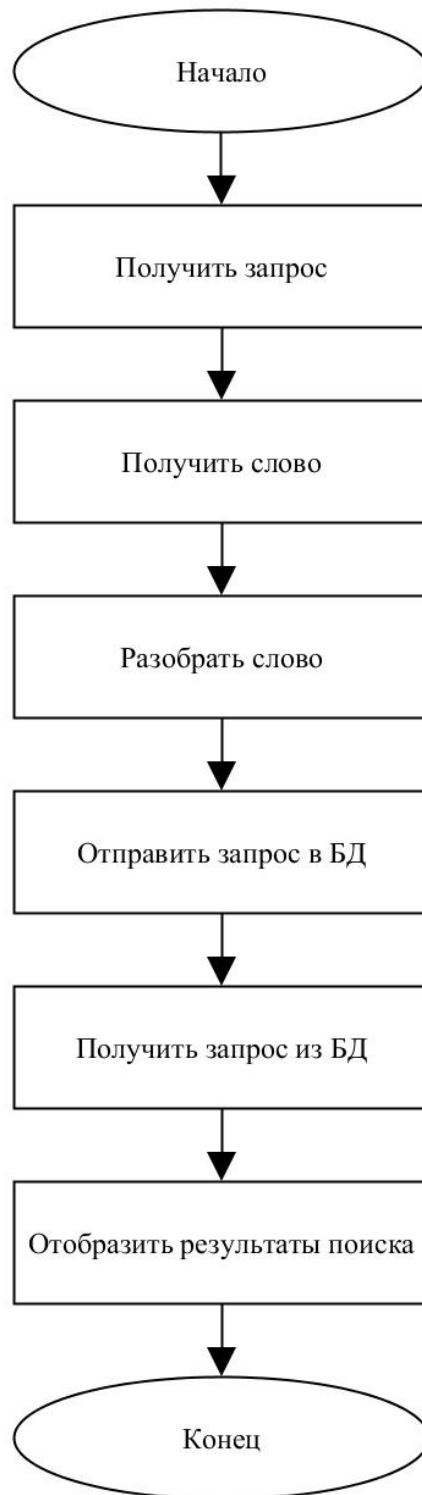 Начало
Получить запрос
Получить слово
Разобрать слово
Отправить запрос в БД
Получить запрос из БД
Отобразить результаты поиска
Конец